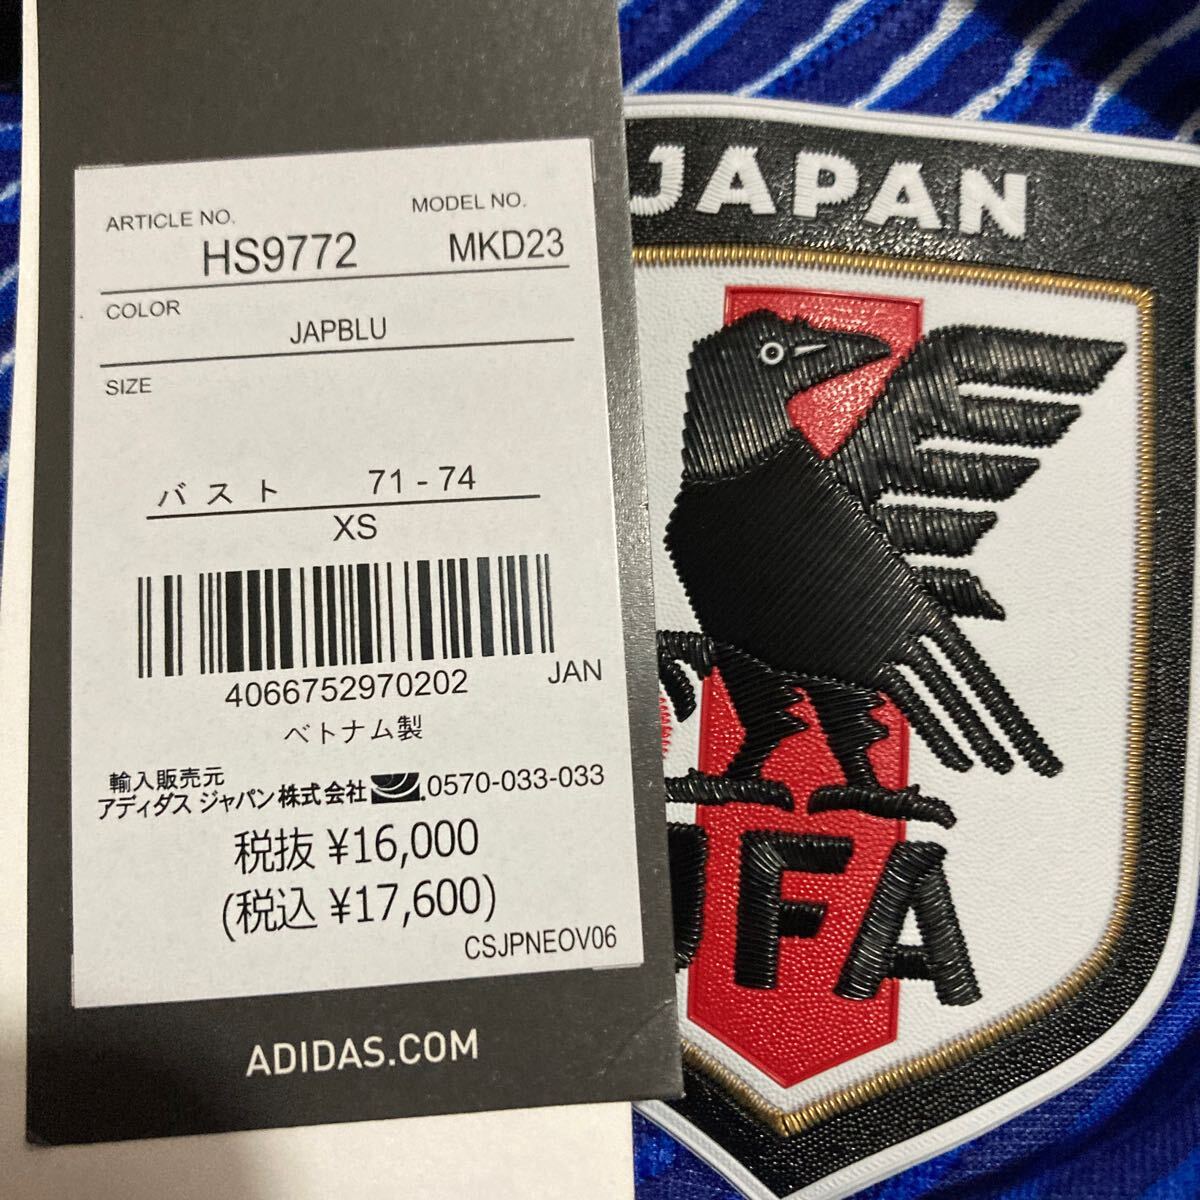 ARTICLE NO.
MODEL NO.
HS9772
MKD23
COLOR
JAPBLU
SIZE
バスト 71 - 74
XS
4066752970202
JAN
ベトナム製
輸入販売元
アディダス ジャパン株式会社 0570-033-033
税抜 ¥16,000
(税込 ¥17,600)
CSJPNEOV06
ADIDAS.COM
JAPAN
JFA